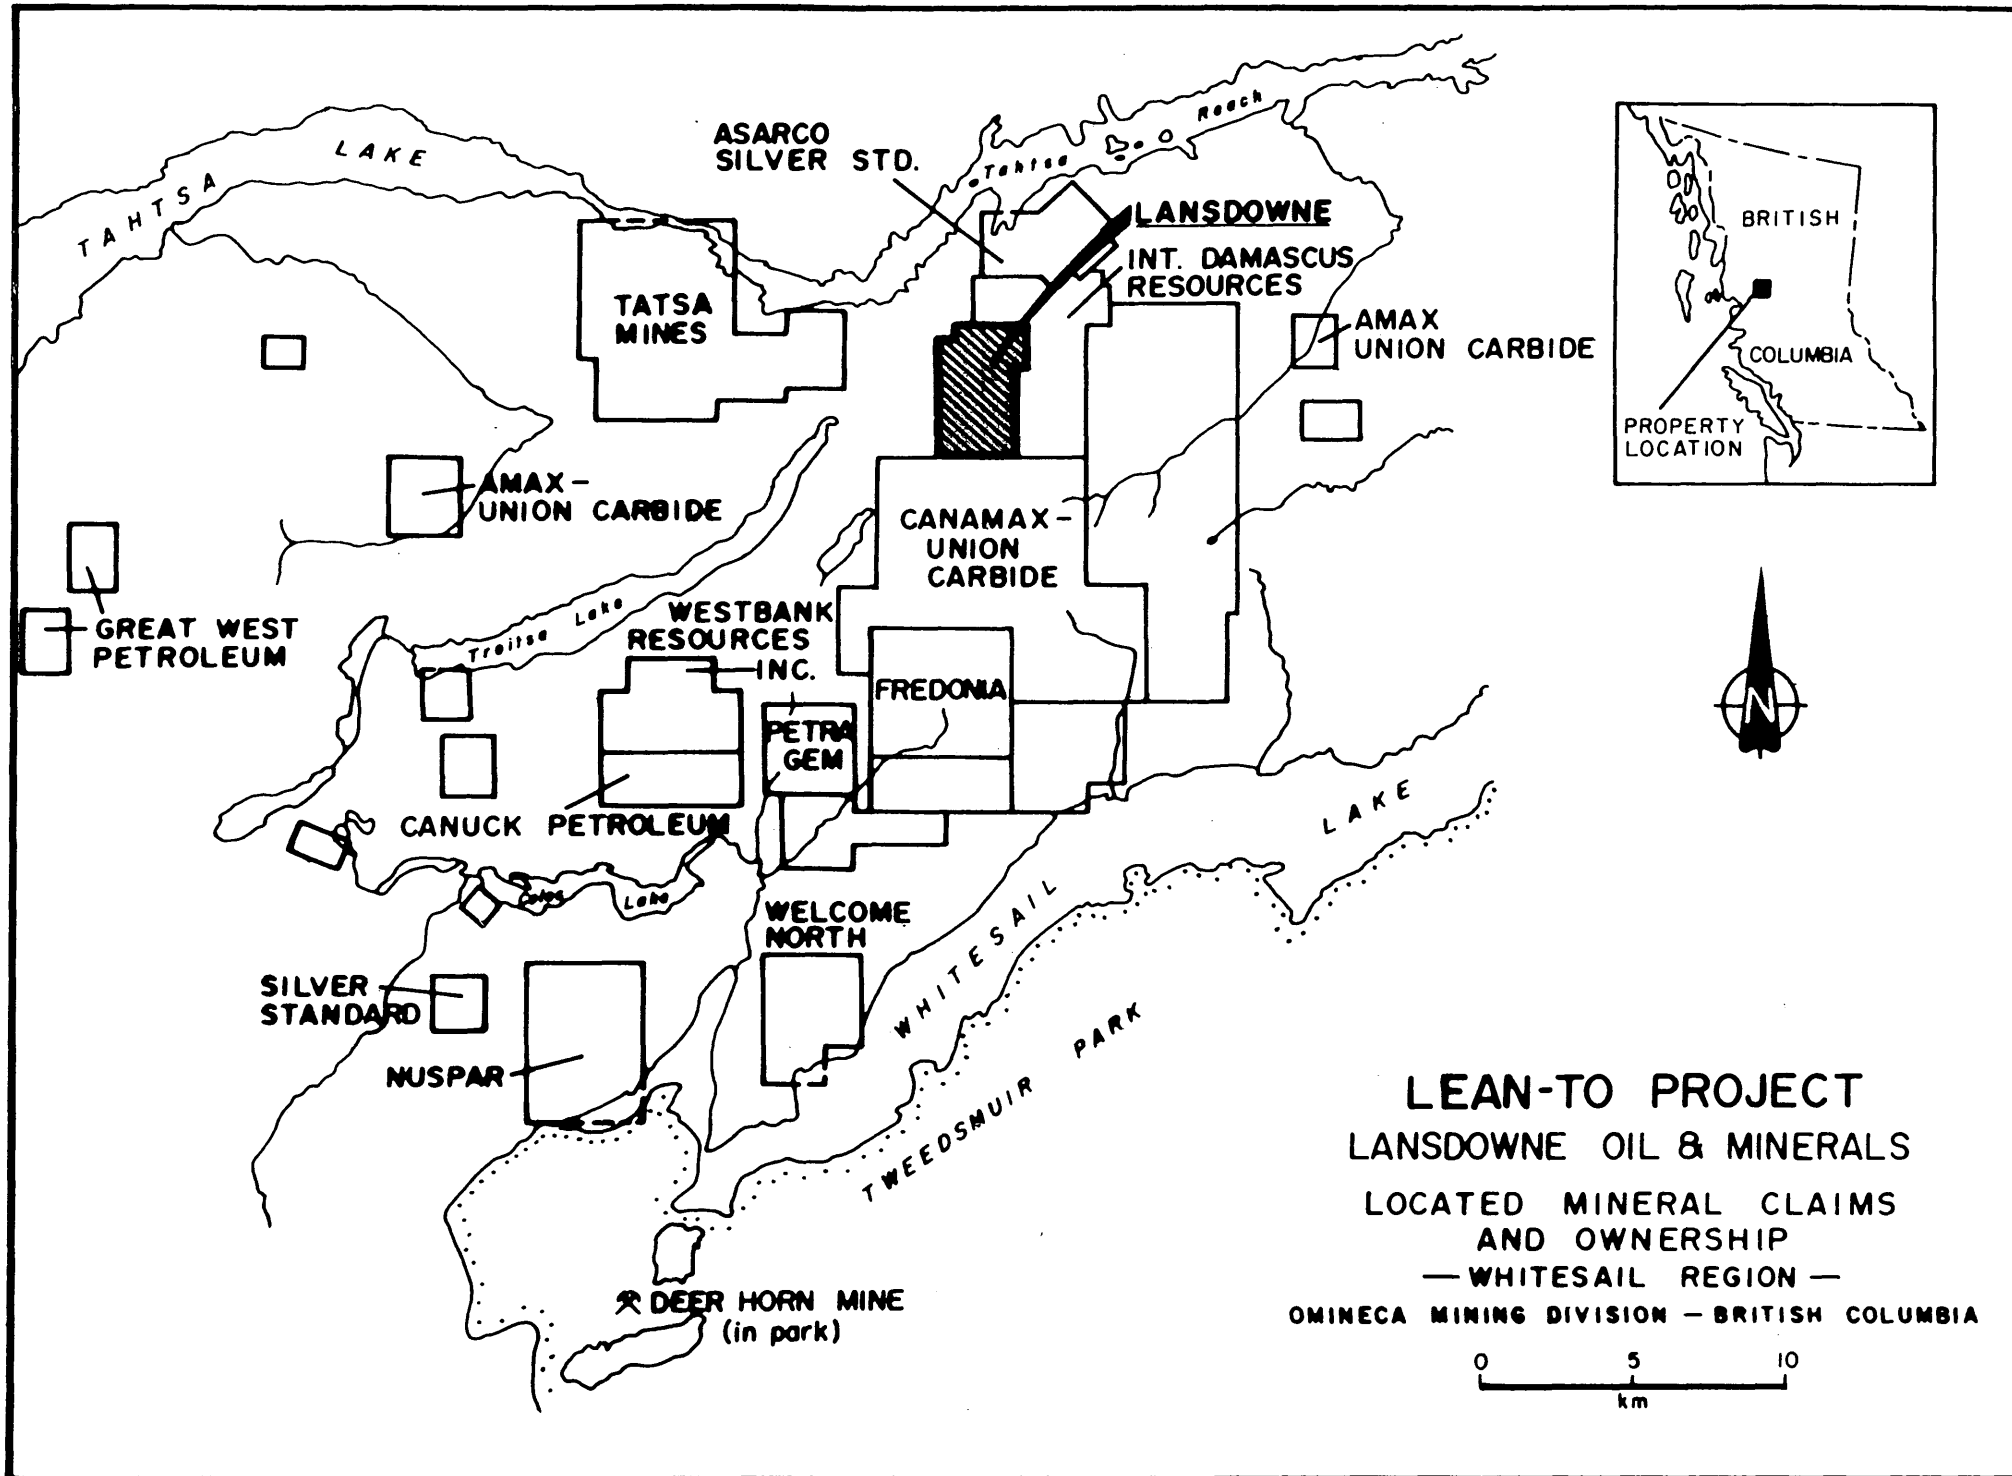 TAHTSA LAKE
ASARCO
SILVER STD.
Tahtsa Reach
LANSDOWNE
INT. DAMASCUS
RESOURCES
TATSA
MINES
AMAX
UNION CARBIDE
BRITISH
COLUMBIA
PROPERTY
LOCATION
AMAX-
UNION CARBIDE
CANAMAX-
UNION
CARBIDE
GREAT WEST
PETROLEUM
Troitsa Lake
WESTBANK
RESOURCES
INC.
FREDONIA
PETRA
GEM
N
CANUCK PETROLEUM
Coles Lake
WELCOME
NORTH
WHITESAIL LAKE
SILVER
STANDARD
NUSPAR
TWEEDSMUIR PARK
DEER HORN MINE
(in park)
LEAN-TO PROJECT
LANSDOWNE OIL & MINERALS
LOCATED MINERAL CLAIMS
AND OWNERSHIP
— WHITESAIL REGION —
OMINECA MINING DIVISION — BRITISH COLUMBIA
0 5 10
km